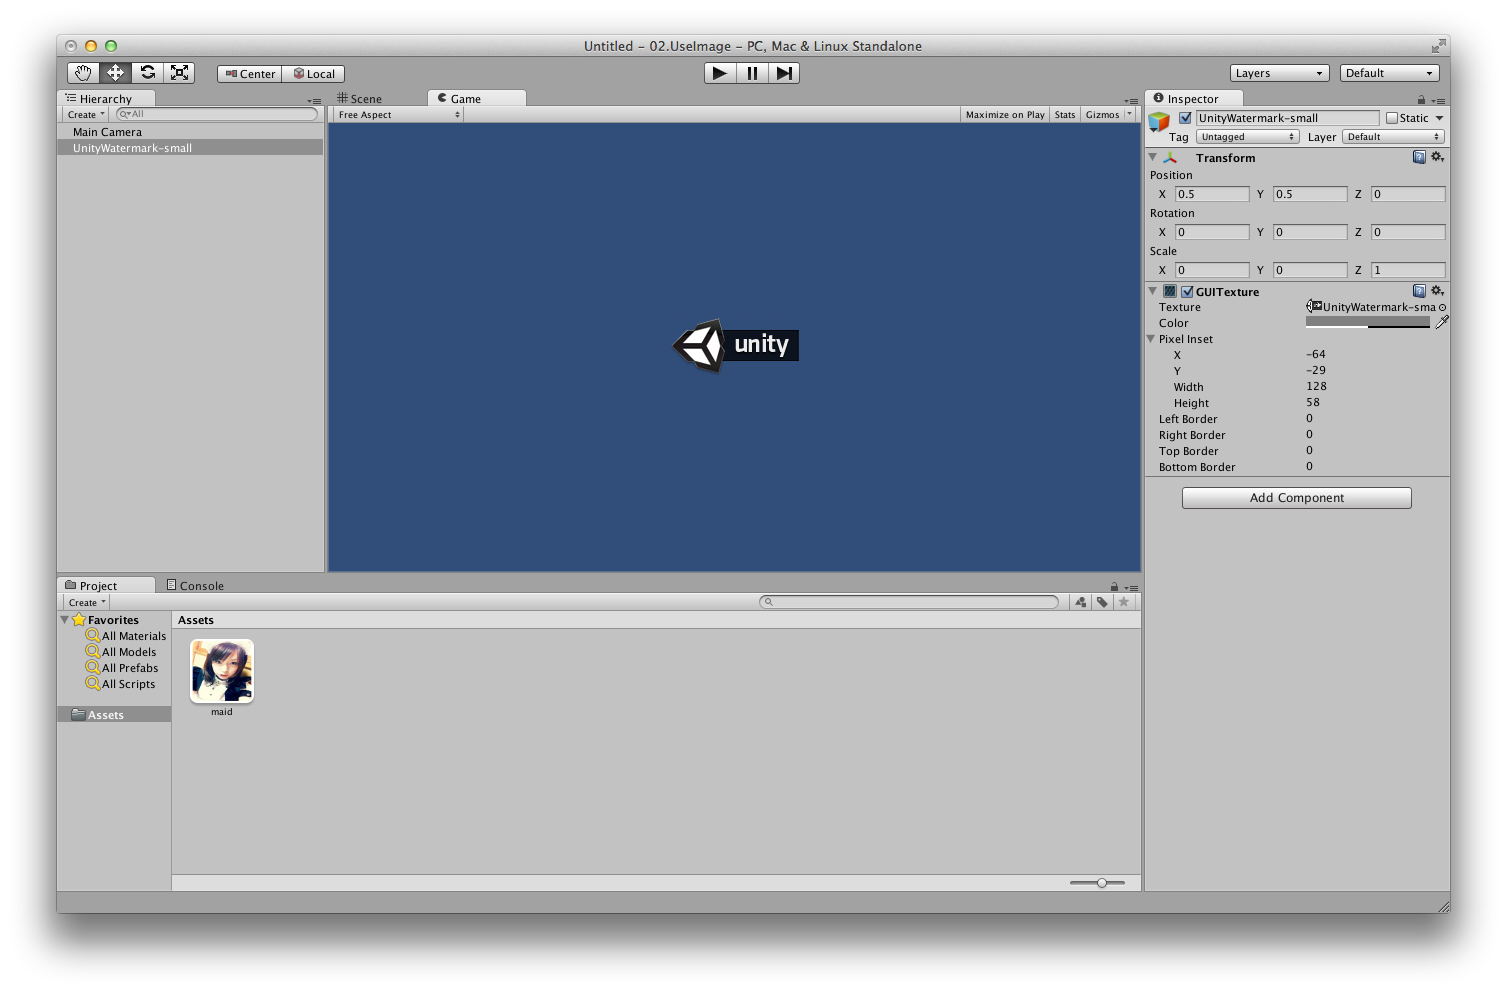 Untitled – 02.UseImage – PC, Mac & Linux Standalone
Center Local
Layers Default
Hierarchy
Create All
Main Camera
UnityWatermark-small
Scene Game
Free Aspect Maximize on Play Stats Gizmos
unity
Inspector
UnityWatermark-small Static
Tag Untagged Layer Default
Transform
Position
X 0.5 Y 0.5 Z 0
Rotation
X 0 Y 0 Z 0
Scale
X 0 Y 0 Z 1
GUITexture
Texture UnityWatermark-sma
Color
Pixel Inset
X -64
Y -29
Width 128
Height 58
Left Border 0
Right Border 0
Top Border 0
Bottom Border 0
Add Component
Project Console
Create
Favorites
All Materials
All Models
All Prefabs
All Scripts
Assets
Assets
maid